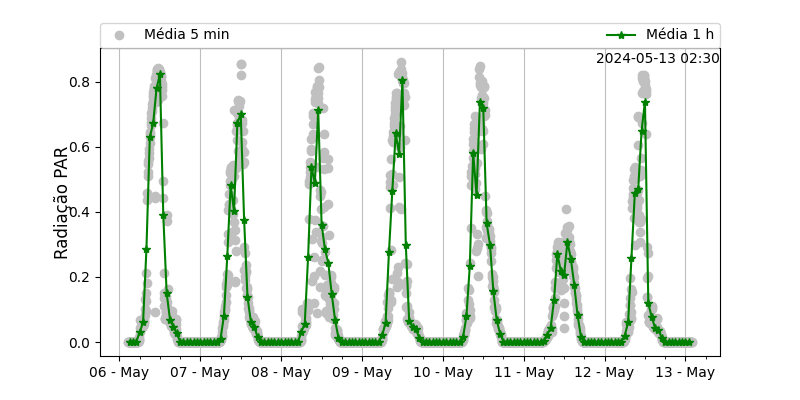 Média 5 min
Média 1 h
2024-05-13 02:30
Radiação PAR
0.8
0.6
0.4
0.2
0.0
06 - May
07 - May
08 - May
09 - May
10 - May
11 - May
12 - May
13 - May